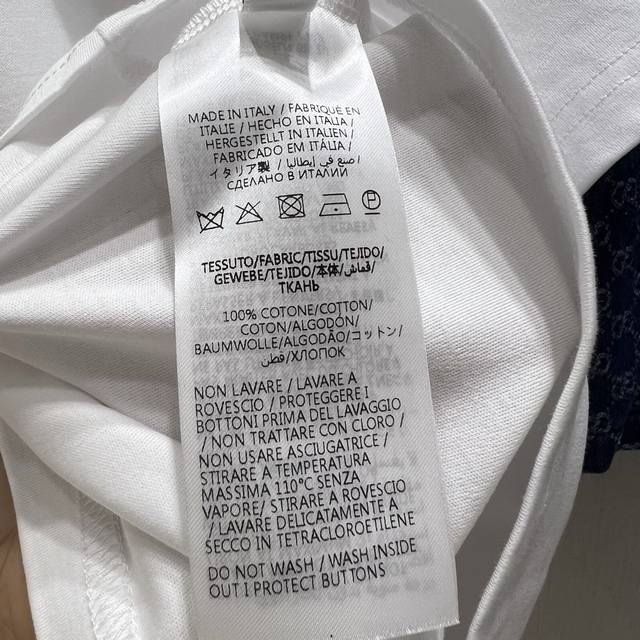 MADE IN ITALY / FABRIQUÉ EN
ITALIE / HECHO EN ITALIA /
HERGESTELLT IN ITALIEN /
FABRICADO EM ITÀLIA /
イタリア製 / صنع في إيطاليا /
СДЕЛАНО В ИТАЛИИ
P
TESSUTO/FABRIC/TISSU/TEJIDO/
GEWEBE/TEJIDO/本体/قماش/
ТКАНЬ
100% COTONE/COTTON/
COTON/ALGODÓN/
BAUMWOLLE/ALGODÃO/コットン/
قطن/ХЛОПОК
NON LAVARE / LAVARE A
ROVESCIO / PROTEGGERE I
BOTTONI PRIMA DEL LAVAGGIO
/ NON TRATTARE CON CLORO /
NON USARE ASCIUGATRICE /
STIRARE A TEMPERATURA
MASSIMA 110°C SENZA
VAPORE/ STIRARE A ROVESCIO
/ LAVARE DELICATAMENTE A
SECCO IN TETRACLOROETILENE
DO NOT WASH / WASH INSIDE
OUT I PROTECT BUTTONS